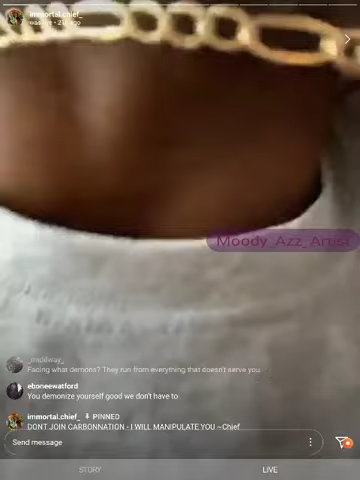 immortal.chief_
Moody_Azz_Artist
Facing what demons? They run from everything that doesn't serve you
eboneewatford
You demonize yourself good we don't have to
immortal.chief_ PINNED
DONT JOIN CARBONNATION - I WILL MANIPULATE YOU ~Chief
Send message
STORY
LIVE